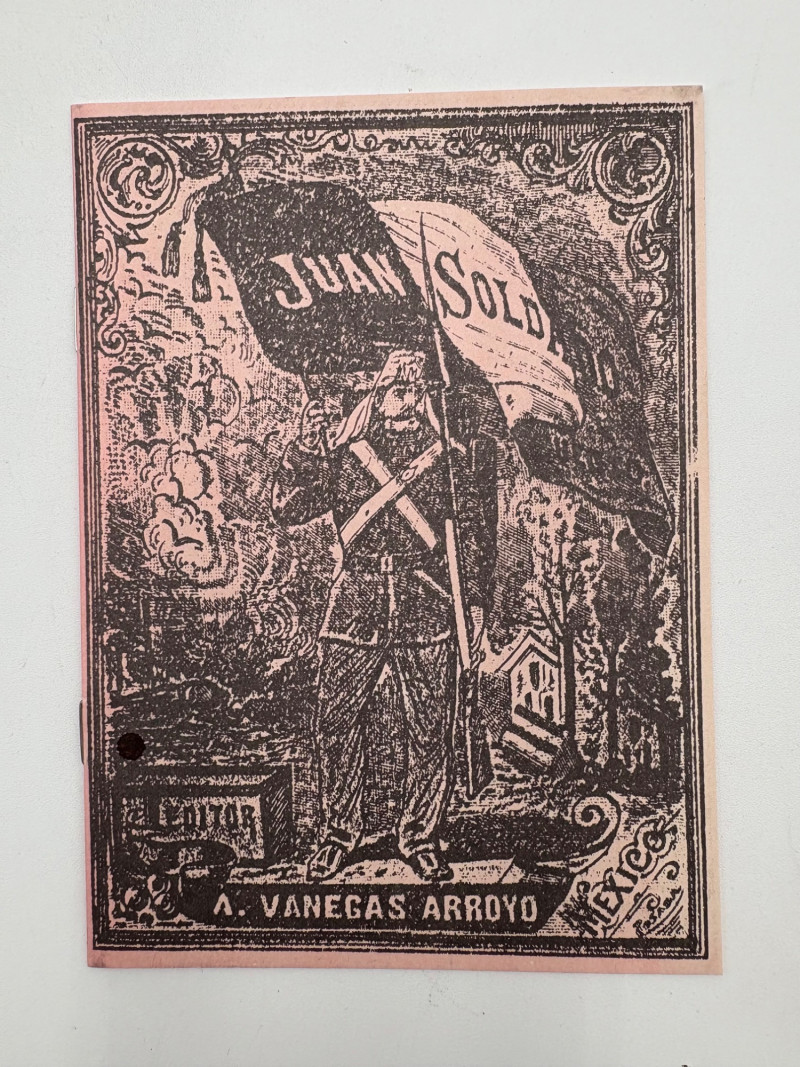 JUAN SOLDADO
EDITOR
A. VANEGAS ARROYO
MEXICO